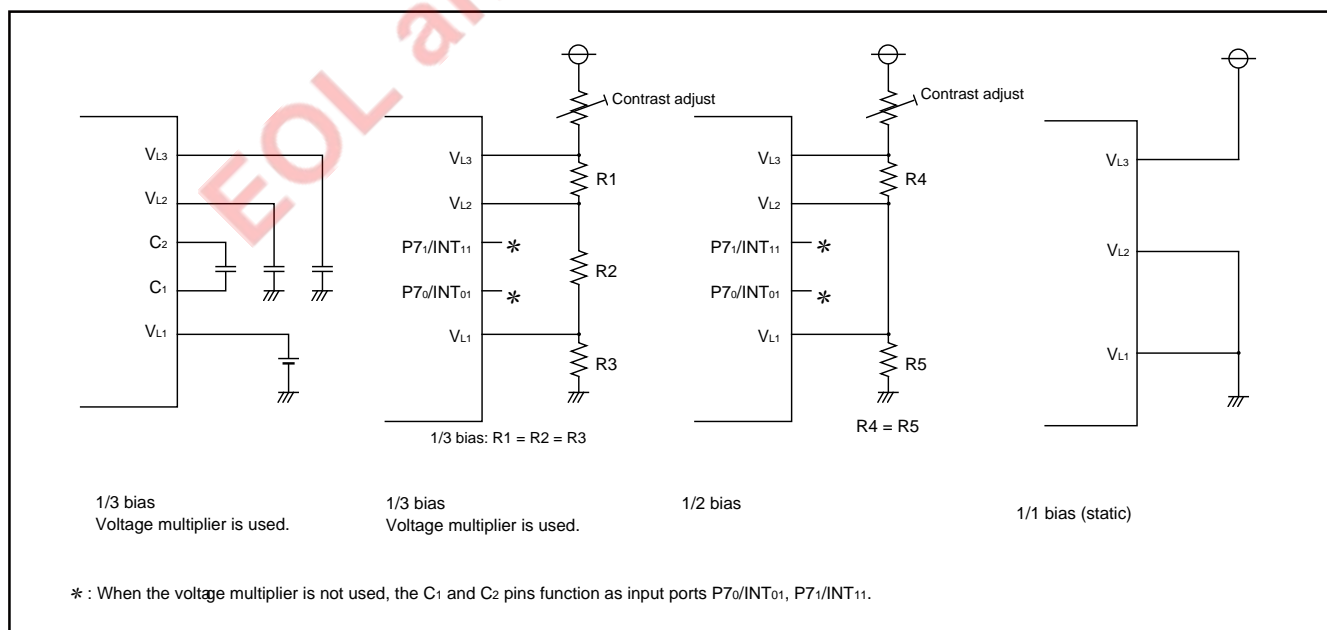 EOL an
Contrast adjust
VL3
VL2
C2
C1
VL1
VL3
R1
VL2
P71/INT11 *
R2
P70/INT01 *
VL1
R3
1/3 bias: R1 = R2 = R3
Contrast adjust
VL3
R4
VL2
P71/INT11 *
P70/INT01 *
VL1
R5
R4 = R5
VL3
VL2
VL1
1/3 bias
Voltage multiplier is used.
1/3 bias
Voltage multiplier is used.
1/2 bias
1/1 bias (static)
* : When the voltage multiplier is not used, the C1 and C2 pins function as input ports P70/INT01, P71/INT11.